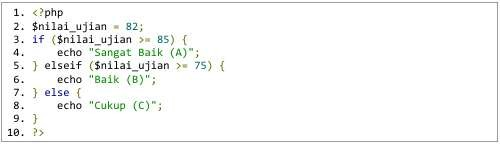 1. <?php
2. $nilai_ujian = 82;
3. if ($nilai_ujian >= 85) {
4.     echo "Sangat Baik (A)";
5. } elseif ($nilai_ujian >= 75) {
6.     echo "Baik (B)";
7. } else {
8.     echo "Cukup (C)";
9. }
10. ?>